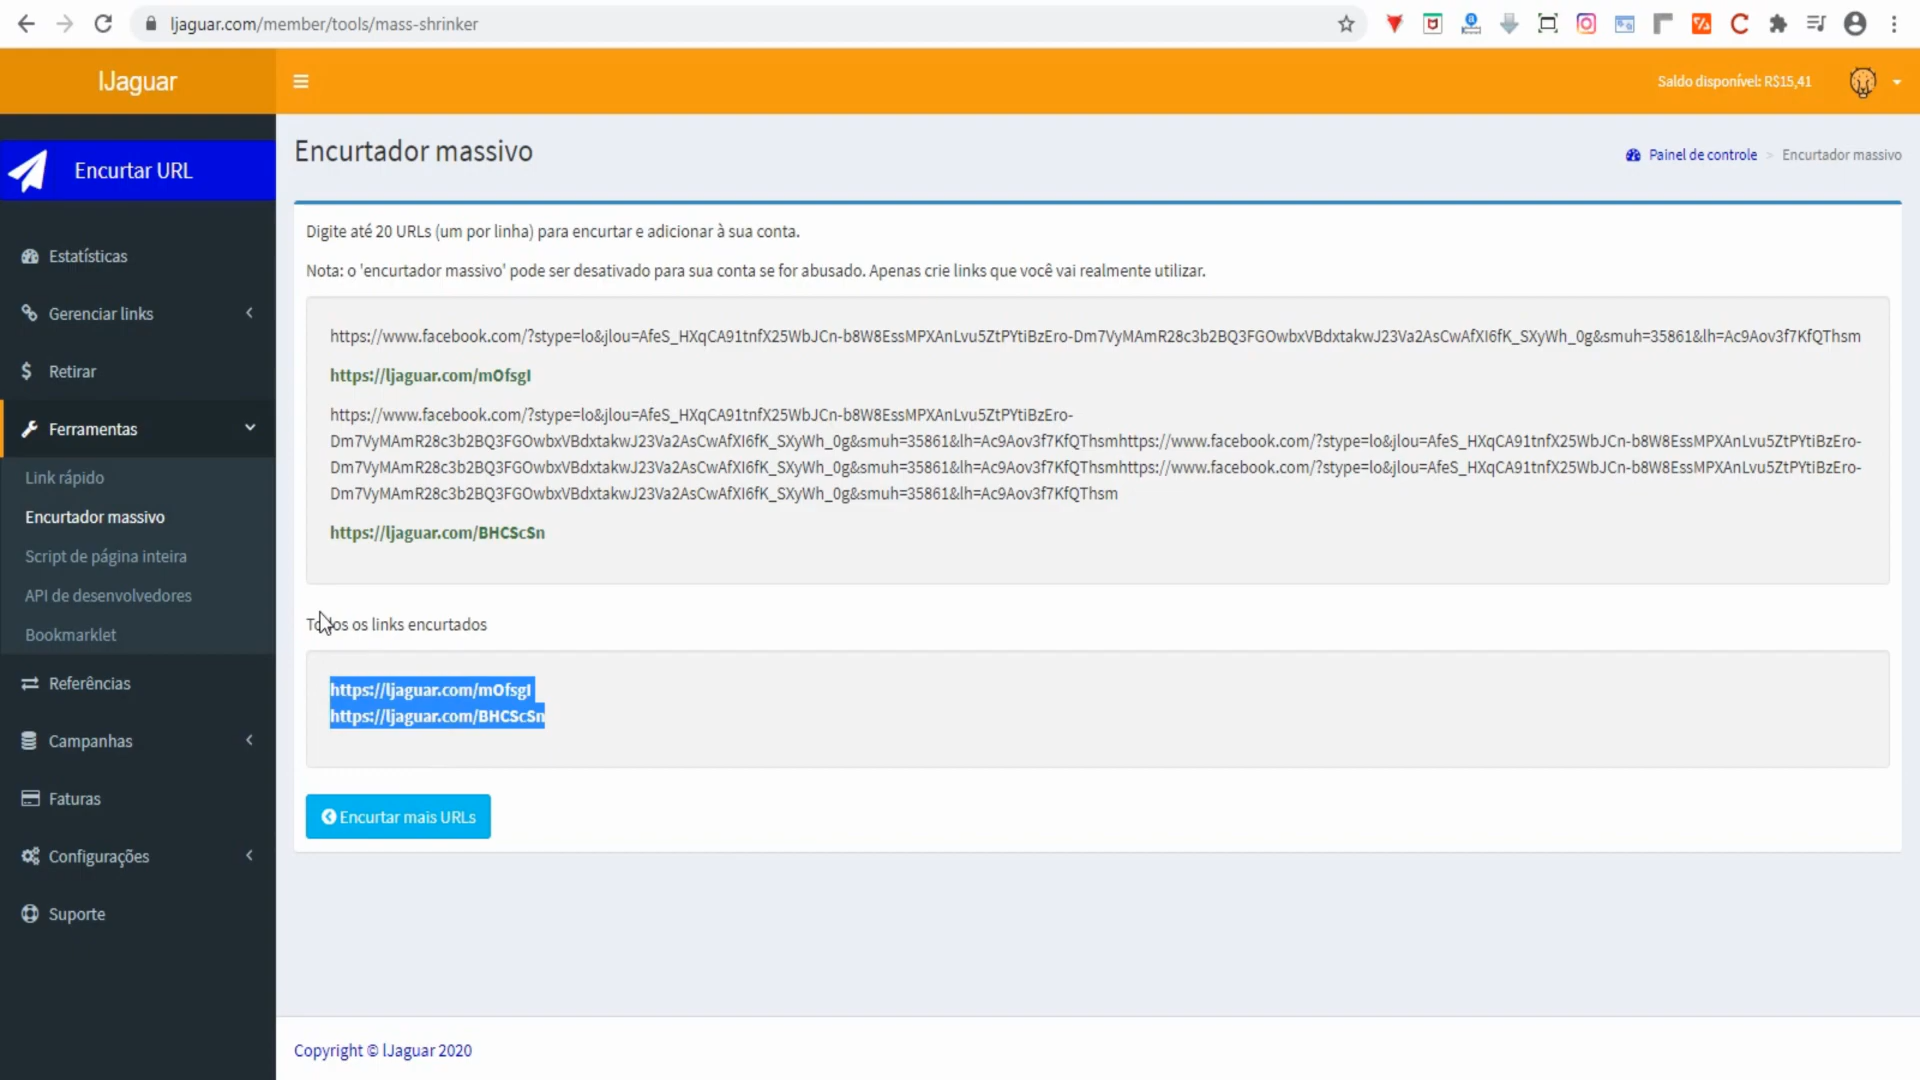 ljaguar.com/member/tools/mass-shrinker
lJaguar
Saldo disponível: R$15,41
Encurtar URL
Estatísticas
Gerenciar links
Retirar
Ferramentas
Link rápido
Encurtador massivo
Script de página inteira
API de desenvolvedores
Bookmarklet
Referências
Campanhas
Faturas
Configurações
Suporte
Encurtador massivo
Painel de controle > Encurtador massivo
Digite até 20 URLs (um por linha) para encurtar e adicionar à sua conta.
Nota: o 'encurtador massivo' pode ser desativado para sua conta se for abusado. Apenas crie links que você vai realmente utilizar.
https://www.facebook.com/?stype=lo&jlou=AfeS_HXqCA91tnfX25WbJCn-b8W8EssMPXAnLvu5ZtPYtiBzEro-Dm7VyMAmR28c3b2BQ3FGOwbxVBdxtakwJ23Va2AsCwAfXI6fK_SXyWh_0g&smuh=35861&lh=Ac9Aov3f7KfQThsm
https://ljaguar.com/mOfsgI
https://www.facebook.com/?stype=lo&jlou=AfeS_HXqCA91tnfX25WbJCn-b8W8EssMPXAnLvu5ZtPYtiBzEro-
Dm7VyMAmR28c3b2BQ3FGOwbxVBdxtakwJ23Va2AsCwAfXI6fK_SXyWh_0g&smuh=35861&lh=Ac9Aov3f7KfQThsmhttps://www.facebook.com/?stype=lo&jlou=AfeS_HXqCA91tnfX25WbJCn-b8W8EssMPXAnLvu5ZtPYtiBzEro-
Dm7VyMAmR28c3b2BQ3FGOwbxVBdxtakwJ23Va2AsCwAfXI6fK_SXyWh_0g&smuh=35861&lh=Ac9Aov3f7KfQThsmhttps://www.facebook.com/?stype=lo&jlou=AfeS_HXqCA91tnfX25WbJCn-b8W8EssMPXAnLvu5ZtPYtiBzEro-
Dm7VyMAmR28c3b2BQ3FGOwbxVBdxtakwJ23Va2AsCwAfXI6fK_SXyWh_0g&smuh=35861&lh=Ac9Aov3f7KfQThsm
https://ljaguar.com/BHCScSn
Todos os links encurtados
https://ljaguar.com/mOfsgI
https://ljaguar.com/BHCScSn
Encurtar mais URLs
Copyright © lJaguar 2020